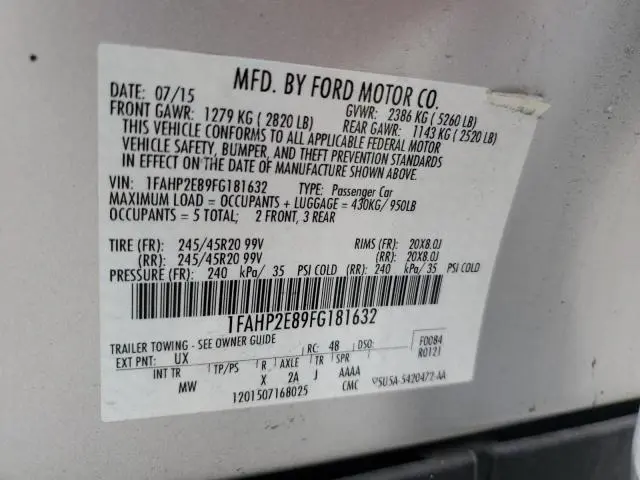 MFD. BY FORD MOTOR CO.
DATE: 07/15 GVWR: 2386 KG ( 5260 LB)
FRONT GAWR: 1279 KG ( 2820 LB) REAR GAWR: 1143 KG ( 2520 LB)
THIS VEHICLE CONFORMS TO ALL APPLICABLE FEDERAL MOTOR
VEHICLE SAFETY, BUMPER, AND THEFT PREVENTION STANDARDS
IN EFFECT ON THE DATE OF MANUFACTURE SHOWN ABOVE.
VIN: 1FAHP2E89FG181632 TYPE: Passenger Car
MAXIMUM LOAD = OCCUPANTS + LUGGAGE = 430KG/ 950LB
OCCUPANTS = 5 TOTAL; 2 FRONT, 3 REAR
TIRE (FR): 245/45R20 99V RIMS (FR): 20X8.0J
(RR): 245/45R20 99V (RR): 20X8.0J
PRESSURE (FR): 240 kPa/ 35 PSI COLD (RR): 240 kPa/ 35 PSI COLD
1FAHP2E89FG181632
TRAILER TOWING - SEE OWNER GUIDE
EXT PNT: UX RC: 48 DSO: F0084
R0121
INT TR TP/PS R AXLE TR SPR
MW X 2A J AAAA
CMC
1201507168025